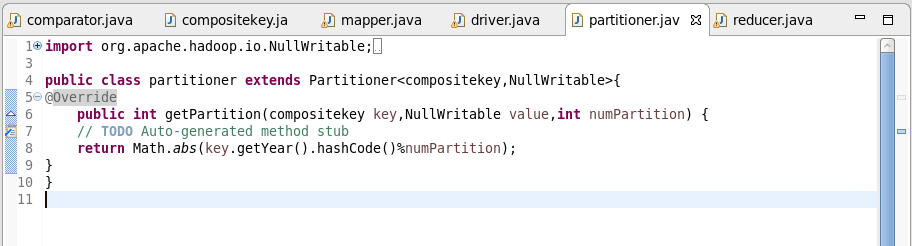 comparator.java compositekey.ja mapper.java driver.java partitioner.jav reducer.java
1 import org.apache.hadoop.io.NullWritable;
3
4 public class partitioner extends Partitioner<compositekey,NullWritable>{
5 @Override
6 public int getPartition(compositekey key,NullWritable value,int numPartition) {
7 // TODO Auto-generated method stub
8 return Math.abs(key.getYear().hashCode()%numPartition);
9 }
10 }
11